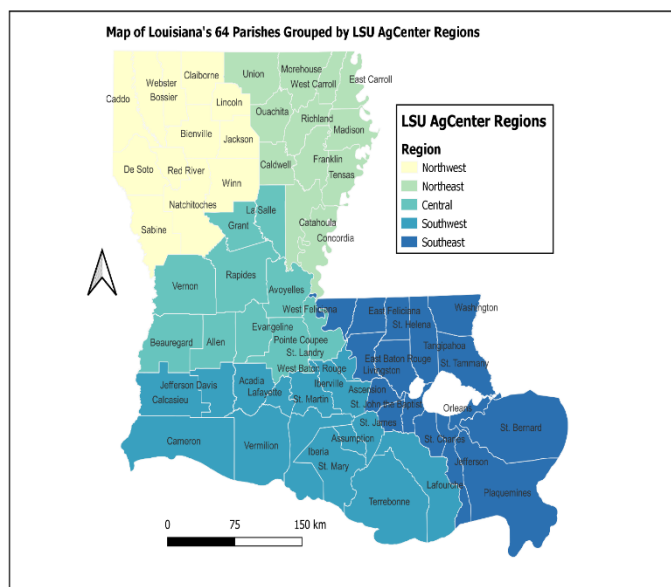 Map of Louisiana's 64 Parishes Grouped by LSU AgCenter Regions
Claiborne
Union
Morehouse
East Carroll
Webster
West Carroll
Bossier
Caddo
Lincoln
Ouachita
Richland
Madison
Bienville
Jackson
De Soto
Red River
Caldwell
Franklin
Tensas
Winn
Natchitoches
La Salle
Sabine
Grant
Catahoula
Concordia
Vernon
Rapides
Avoyelles
West Feliciana
East Feliciana
Washington
St. Helena
Beauregard
Allen
Evangeline
Pointe Coupee
St. Landry
Tangipahoa
St. Tammany
East Baton Rouge
Livingston
West Baton Rouge
Jefferson Davis
Calcasieu
Acadia
Lafayette
Iberville
St. Martin
Ascension
St. John the Baptist
Orleans
St. James
St. Bernard
Cameron
Vermilion
Iberia
Assumption
St. Charles
St. Mary
Jefferson
Terrebonne
Lafourche
Plaquemines
LSU AgCenter Regions
Region
Northwest
Northeast
Central
Southwest
Southeast
0 75 150 km